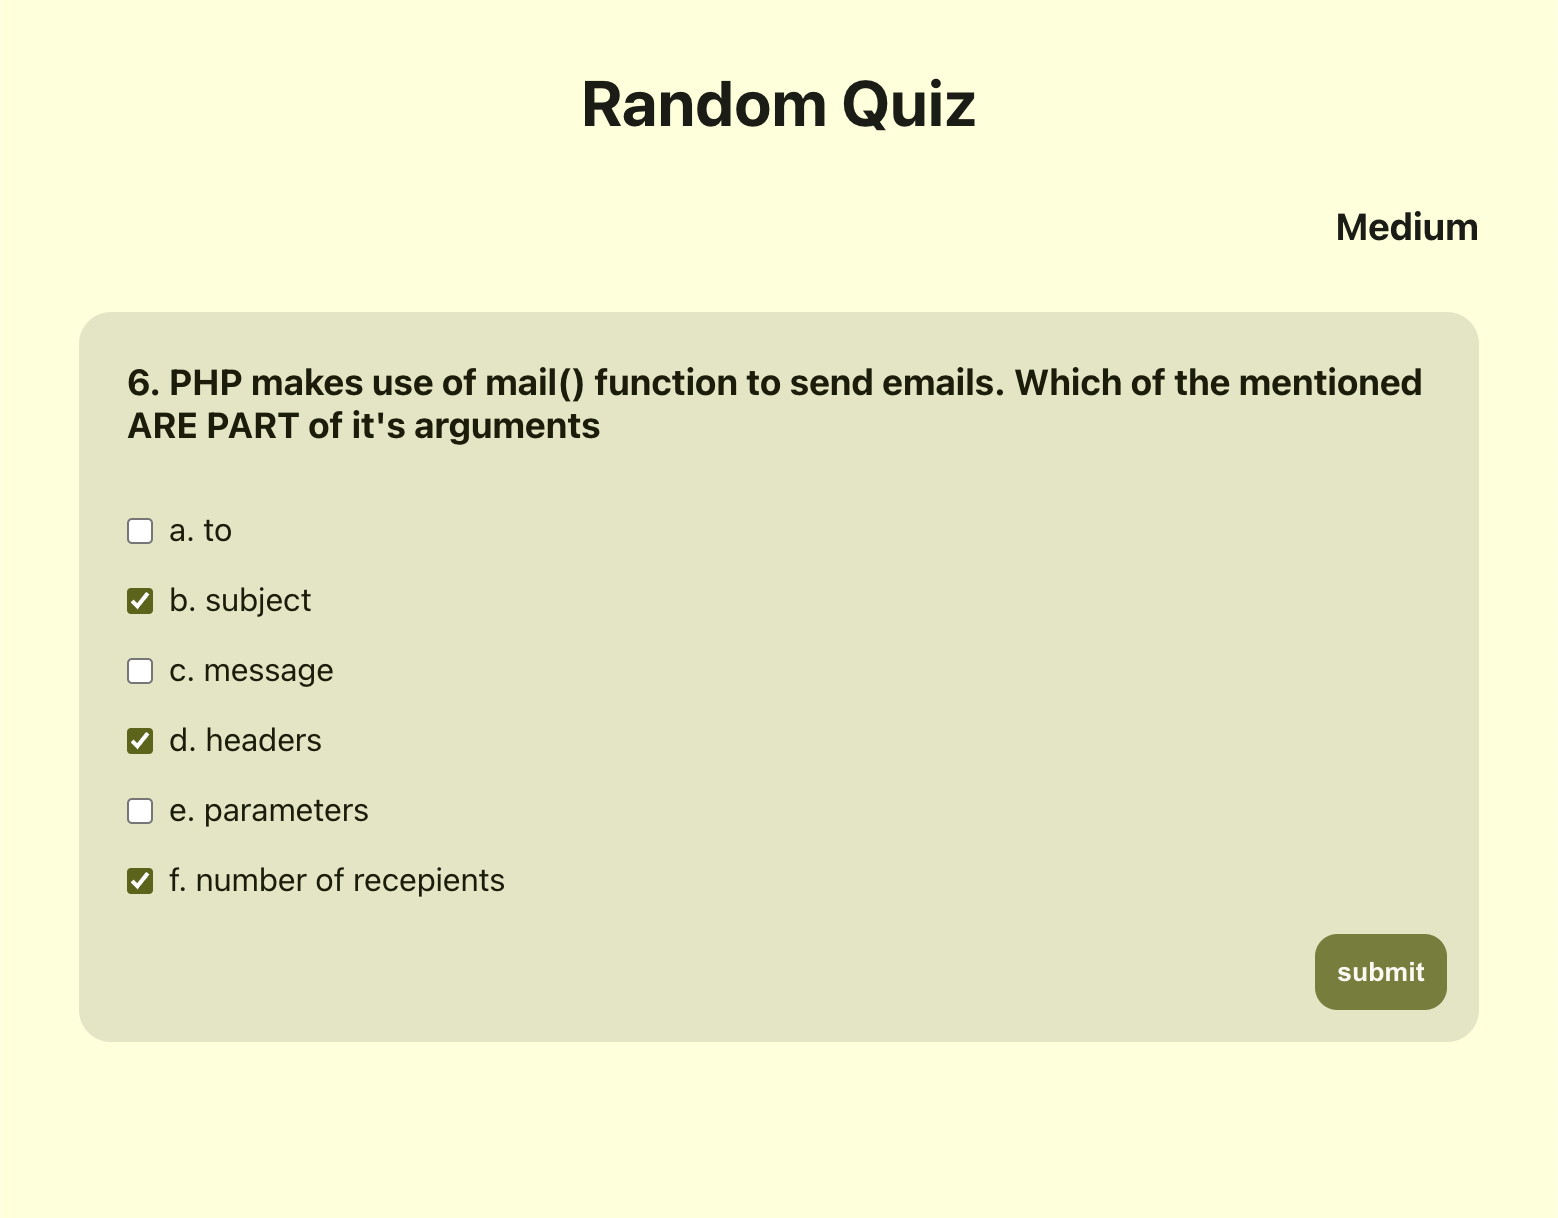 Random Quiz
Medium
6. PHP makes use of mail() function to send emails. Which of the mentioned
ARE PART of it's arguments
a. to
b. subject
c. message
d. headers
e. parameters
f. number of recepients
submit